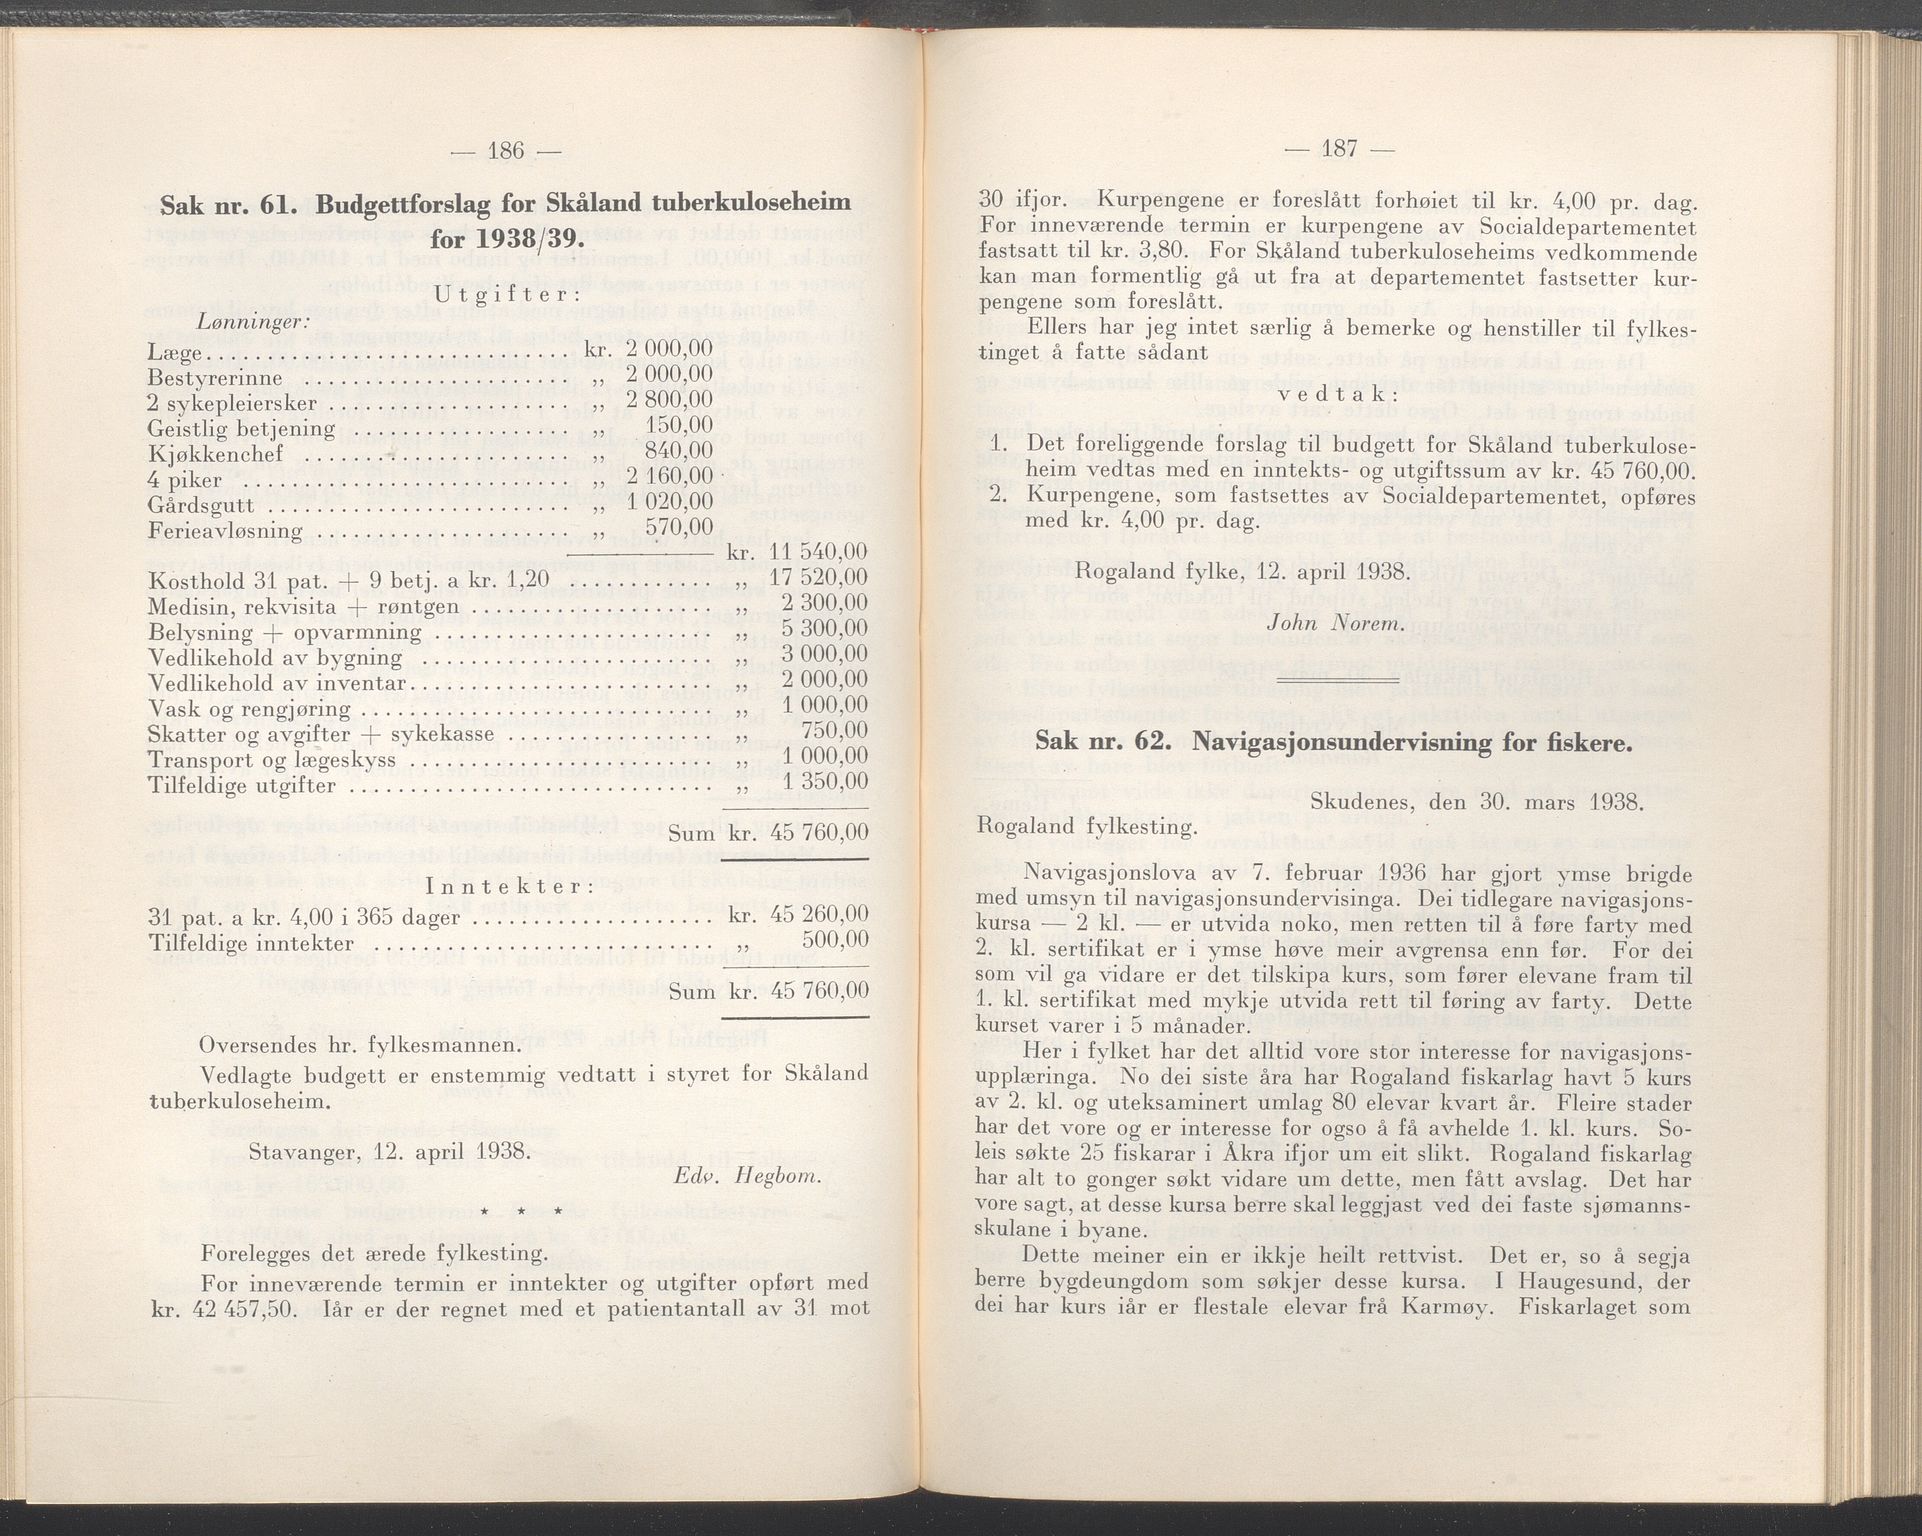 — 186 —
Sak nr. 61. Budgettforslag for Skåland tuberkuloseheim
for 1938/39.
Utgifter:
Lønninger:
Læge.............................. kr. 2 000,00
Bestyrerinne ...................... „ 2 000,00
2 sykepleiersker .................... „ 2 800,00
Geistlig betjening .................... „ 150,00
Kjøkkenchef ...................... „ 840,00
4 piker ........................... „ 2 160,00
Gårdsgutt ......................... „ 1 020,00
Ferieavløsning ..................... „ 570,00
kr. 11 540,00
Kosthold 31 pat. + 9 betj. a kr. 1,20 ............ „ 17 520,00
Medisin, rekvisita + røntgen .................... „ 2 300,00
Belysning + opvarmning ....................... „ 5 300,00
Vedlikehold av bygning ........................ „ 3 000,00
Vedlikehold av inventar......................... „ 2 000,00
Vask og rengjøring ............................. „ 1 000,00
Skatter og avgifter + sykekasse ................. „ 750,00
Transport og lægeskyss ......................... „ 1 000,00
Tilfeldige utgifter .............................. „ 1 350,00
Sum kr. 45 760,00
Inntekter:
31 pat. a kr. 4,00 i 365 dager .................... kr. 45 260,00
Tilfeldige inntekter ............................ „ 500,00
Sum kr. 45 760,00
Oversendes hr. fylkesmannen.
Vedlagte budgett er enstemmig vedtatt i styret for Skåland
tuberkuloseheim.
Stavanger, 12. april 1938.
Edv. Hegbom.
* * *
Forelegges det ærede fylkesting.
For inneværende termin er inntekter og utgifter opført med
kr. 42 457,50. Iår er der regnet med et patientantall av 31 mot
— 187 —
30 ifjor. Kurpengene er foreslått forhøiet til kr. 4,00 pr. dag.
For inneværende termin er kurpengene av Socialdepartementet
fastsatt til kr. 3,80. For Skåland tuberkuloseheims vedkommende
kan man formentlig gå ut fra at departementet fastsetter kur-
pengene som foreslått.
Ellers har jeg intet særlig å bemerke og henstiller til fylkes-
tinget å fatte sådant
vedtak:
1. Det foreliggende forslag til budgett for Skåland tuberkulose-
heim vedtas med en inntekts- og utgiftssum av kr. 45 760,00.
2. Kurpengene, som fastsettes av Socialdepartementet, opføres
med kr. 4,00 pr. dag.
Rogaland fylke, 12. april 1938.
John Norem.
Sak nr. 62. Navigasjonsundervisning for fiskere.
Skudenes, den 30. mars 1938.
Rogaland fylkesting.
Navigasjonslova av 7. februar 1936 har gjort ymse brigde
med umsyn til navigasjonsundervisinga. Dei tidlegare navigasjons-
kursa — 2 kl. — er utvida noko, men retten til å føre farty med
2. kl. sertifikat er i ymse høve meir avgrensa enn før. For dei
som vil ga vidare er det tilskipa kurs, som fører elevane fram til
1. kl. sertifikat med mykje utvida rett til føring av farty. Dette
kurset varer i 5 månader.
Her i fylket har det alltid vore stor interesse for navigasjons-
upplæringa. No dei siste åra har Rogaland fiskarlag havt 5 kurs
av 2. kl. og uteksaminert umlag 80 elevar kvart år. Fleire stader
har det vore og er interesse for ogso å få avhelde 1. kl. kurs. So-
leis søkte 25 fiskarar i Åkra ifjor um eit slikt. Rogaland fiskarlag
har alt to gonger søkt vidare um dette, men fått avslag. Det har
vore sagt, at desse kursa berre skal leggjast ved dei faste sjømanns-
skulane i byane.
Dette meiner ein er ikkje heilt rettvist. Det er, so å segja
berre bygdeungdom som søkjer desse kursa. I Haugesund, der
dei har kurs iår er flestale elevar frå Karmøy. Fiskarlaget som